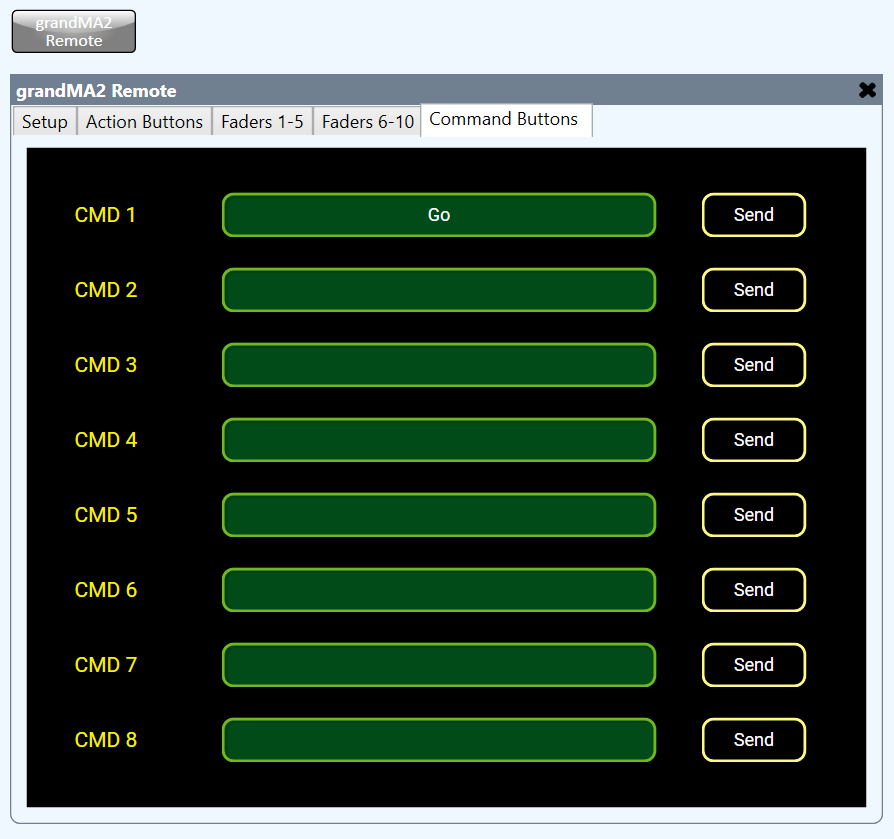 grandMA2
Remote
grandMA2 Remote
Setup
Action Buttons
Faders 1-5
Faders 6-10
Command Buttons
CMD 1
Go
Send
CMD 2
Send
CMD 3
Send
CMD 4
Send
CMD 5
Send
CMD 6
Send
CMD 7
Send
CMD 8
Send